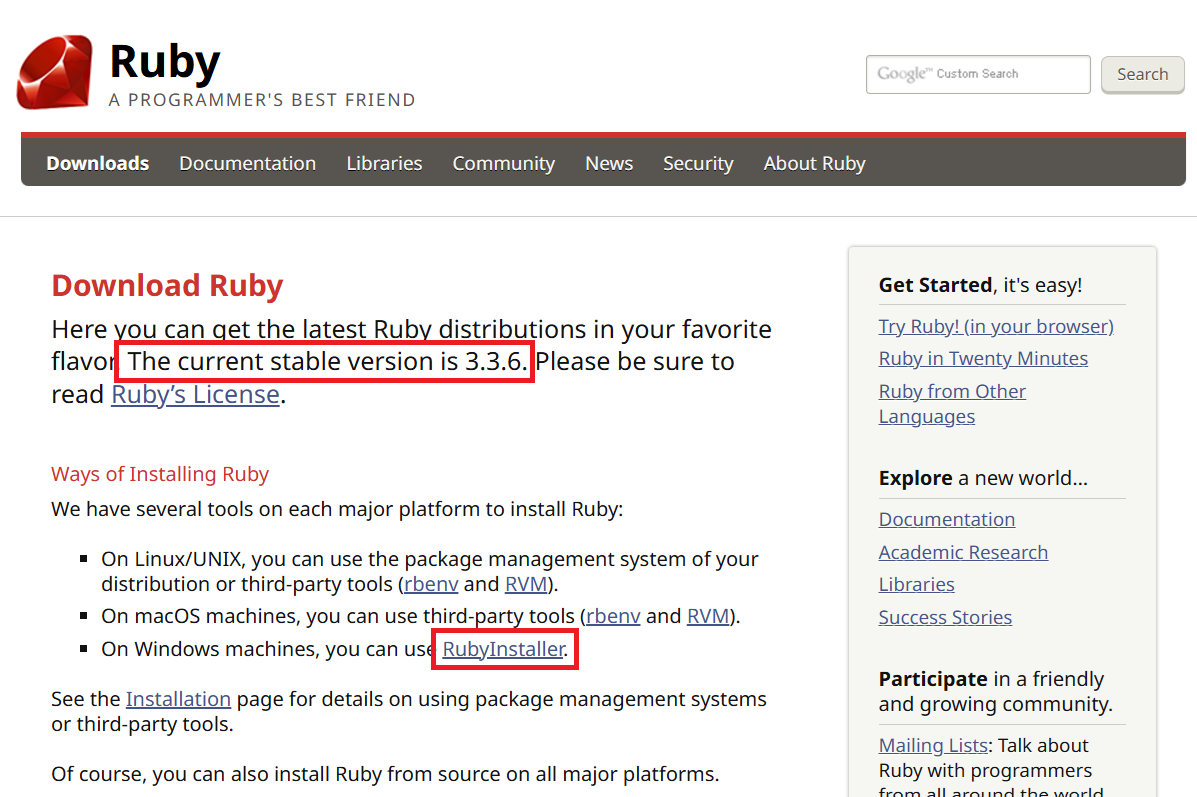 Ruby
A PROGRAMMER'S BEST FRIEND
Google™ Custom Search
Search
Downloads Documentation Libraries Community News Security About Ruby
Download Ruby
Here you can get the latest Ruby distributions in your favorite
flavor. The current stable version is 3.3.6. Please be sure to
read Ruby’s License.
Ways of Installing Ruby
We have several tools on each major platform to install Ruby:
▪ On Linux/UNIX, you can use the package management system of your
distribution or third-party tools (rbenv and RVM).
▪ On macOS machines, you can use third-party tools (rbenv and RVM).
▪ On Windows machines, you can use RubyInstaller.
See the Installation page for details on using package management systems
or third-party tools.
Of course, you can also install Ruby from source on all major platforms.
Get Started, it's easy!
Try Ruby! (in your browser)
Ruby in Twenty Minutes
Ruby from Other
Languages
Explore a new world...
Documentation
Academic Research
Libraries
Success Stories
Participate in a friendly
and growing community.
Mailing Lists: Talk about
Ruby with programmers
from all around the world